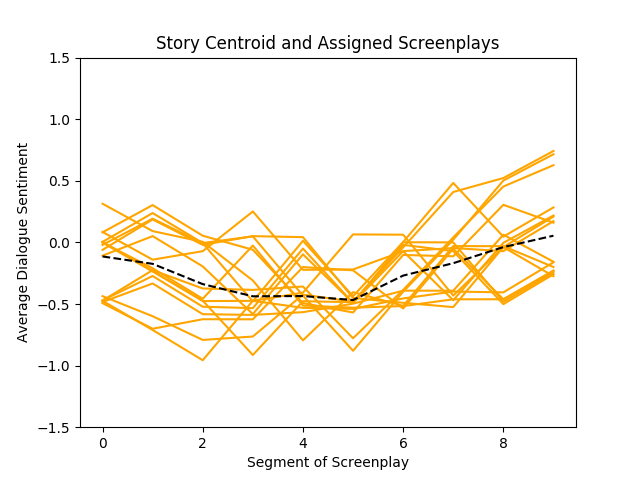 Story Centroid and Assigned Screenplays
Average Dialogue Sentiment
1.5
1.0
0.5
0.0
−0.5
−1.0
−1.5
0 2 4 6 8
Segment of Screenplay